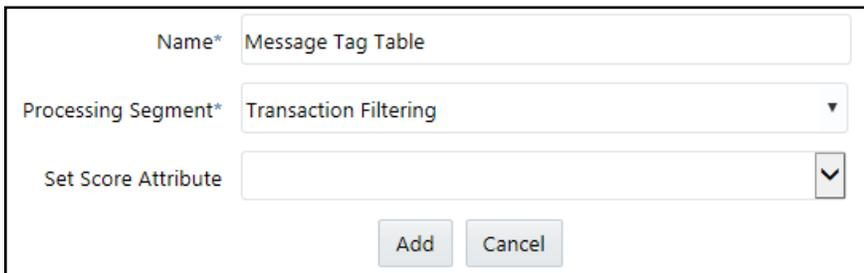 Name* Message Tag Table
Processing Segment* Transaction Filtering
Set Score Attribute
Add Cancel